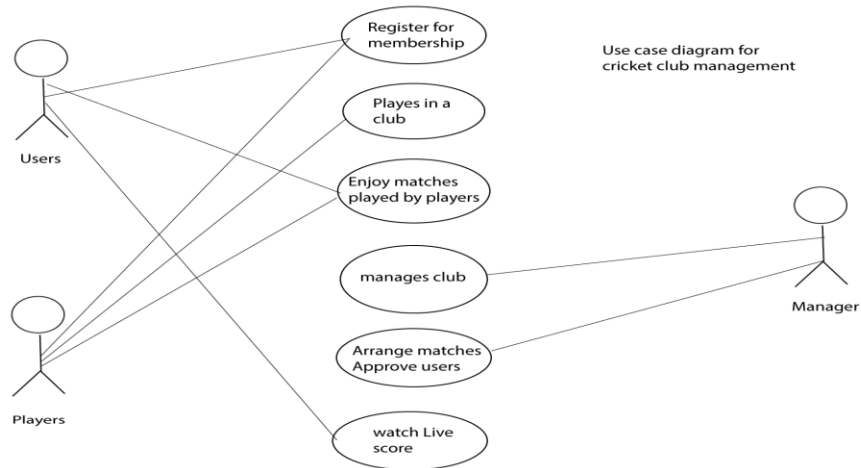 Register for
membership
Use case diagram for
cricket club management
Playes in a
club
Users
Enjoy matches
played by players
manages club
Manager
Arrange matches
Approve users
Players
watch Live
score